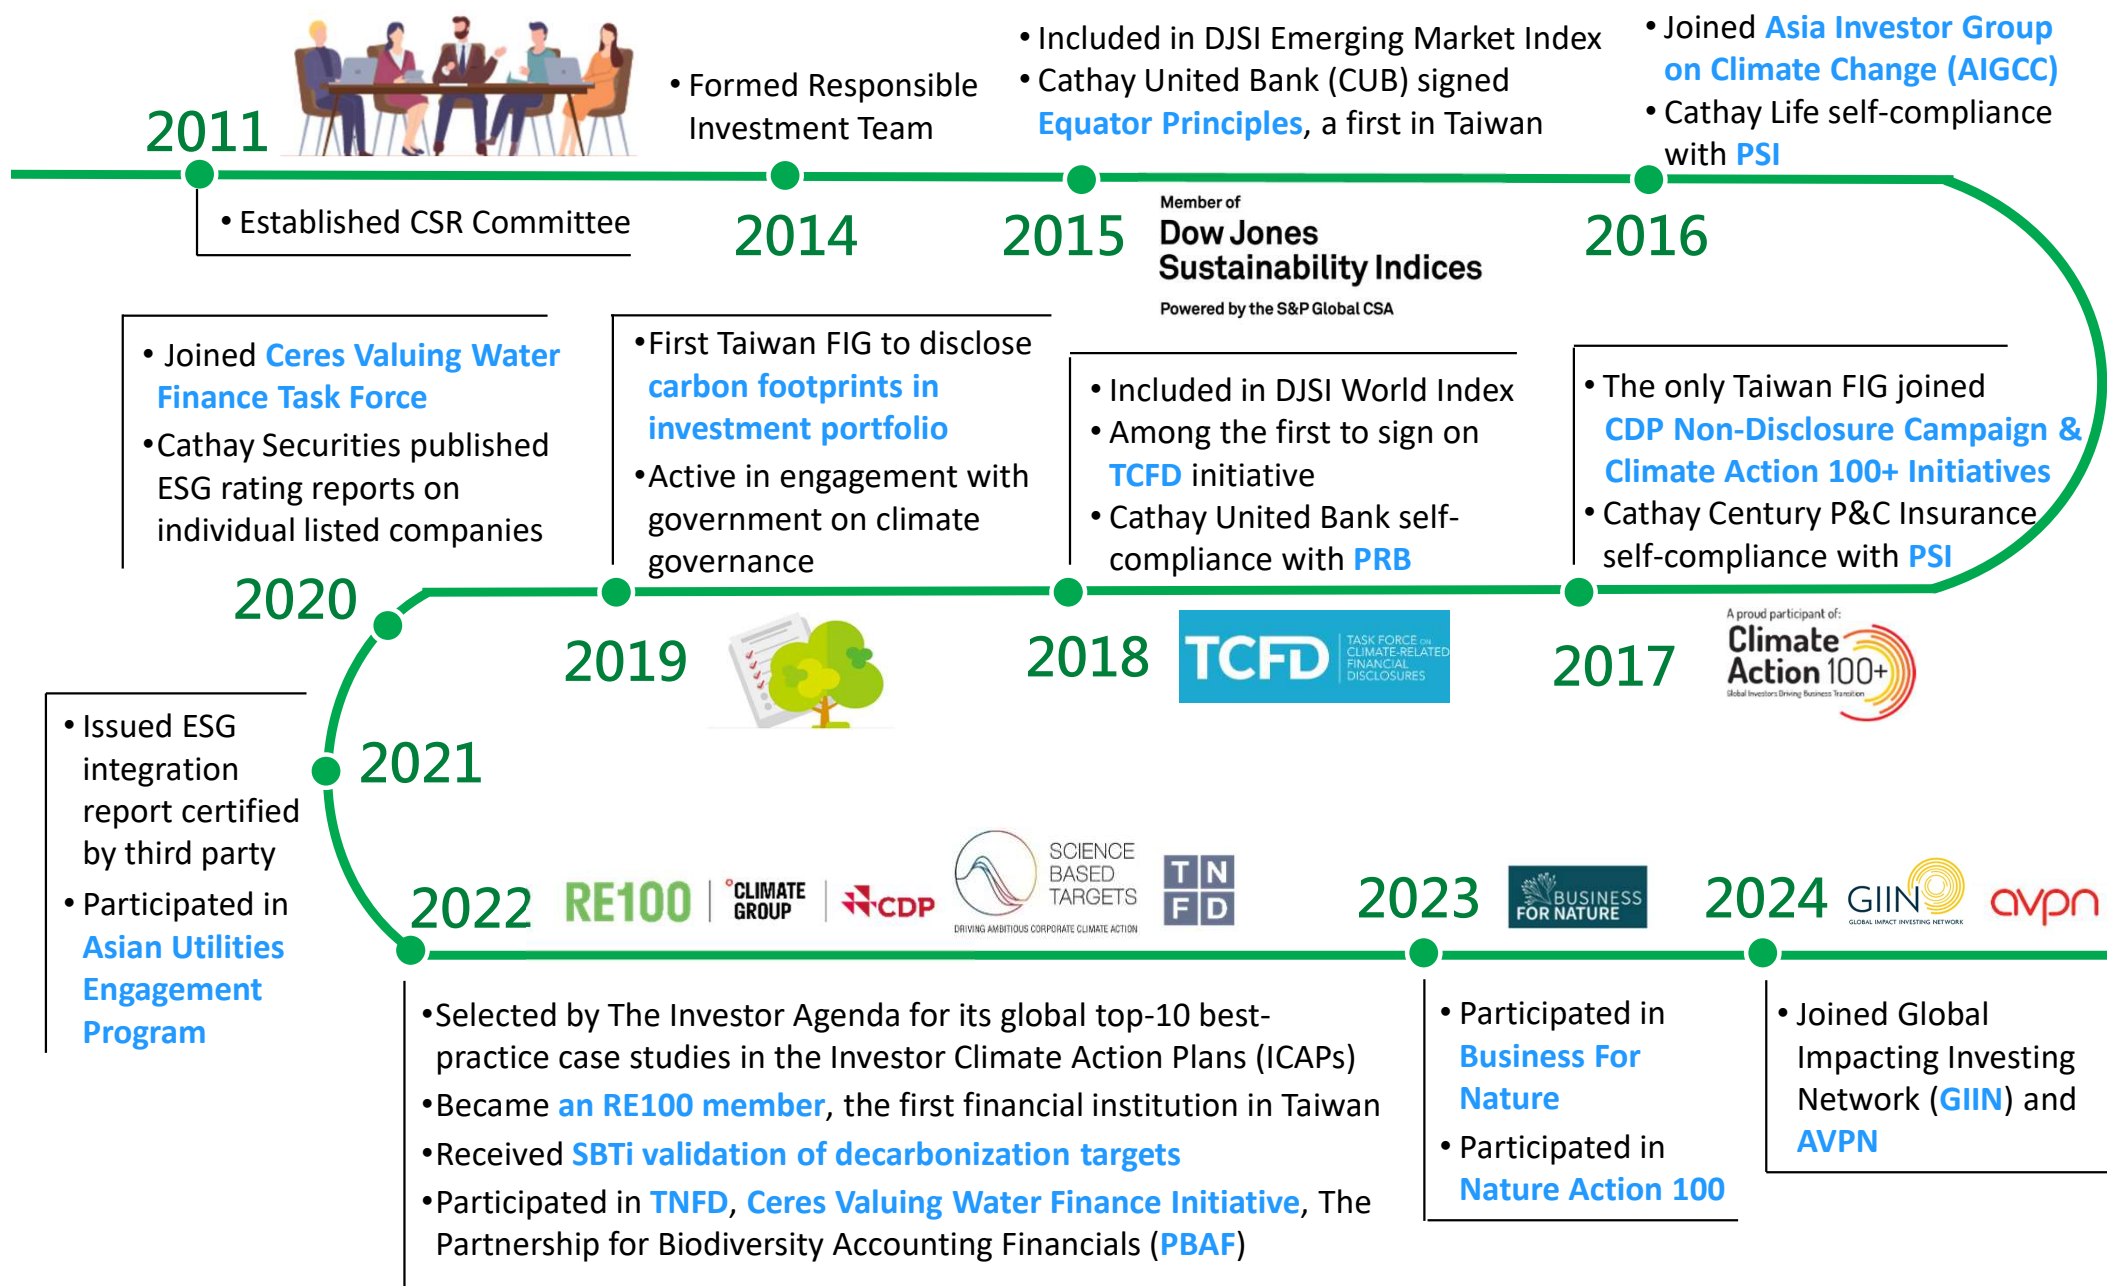 2011
• Established CSR Committee
• Formed Responsible
Investment Team
2014
• Included in DJSI Emerging Market Index
• Cathay United Bank (CUB) signed
Equator Principles, a first in Taiwan
2015
Member of
Dow Jones
Sustainability Indices
Powered by the S&P Global CSA
• Joined Asia Investor Group
on Climate Change (AIGCC)
• Cathay Life self-compliance
with PSI
2016
• The only Taiwan FIG joined
CDP Non-Disclosure Campaign &
Climate Action 100+ Initiatives
• Cathay Century P&C Insurance
self-compliance with PSI
2017
A proud participant of:
Climate
Action 100+
Global Investors Driving Business Transition
• Included in DJSI World Index
• Among the first to sign on
TCFD initiative
• Cathay United Bank self-
compliance with PRB
2018
TCFD
TASK FORCE ON
CLIMATE-RELATED
FINANCIAL
DISCLOSURES
•First Taiwan FIG to disclose
carbon footprints in
investment portfolio
•Active in engagement with
government on climate
governance
2019
• Joined Ceres Valuing Water
Finance Task Force
•Cathay Securities published
ESG rating reports on
individual listed companies
2020
• Issued ESG
integration
report certified
by third party
• Participated in
Asian Utilities
Engagement
Program
2021
2022
RE100
°CLIMATE
GROUP
CDP
SCIENCE
BASED
TARGETS
DRIVING AMBITIOUS CORPORATE CLIMATE ACTION
TN
FD
•Selected by The Investor Agenda for its global top-10 best-
practice case studies in the Investor Climate Action Plans (ICAPs)
•Became an RE100 member, the first financial institution in Taiwan
•Received SBTi validation of decarbonization targets
•Participated in TNFD, Ceres Valuing Water Finance Initiative, The
Partnership for Biodiversity Accounting Financials (PBAF)
2023
BUSINESS
FOR NATURE
• Participated in
Business For
Nature
• Participated in
Nature Action 100
2024
GIIN
GLOBAL IMPACT INVESTING NETWORK
avpn
• Joined Global
Impacting Investing
Network (GIIN) and
AVPN